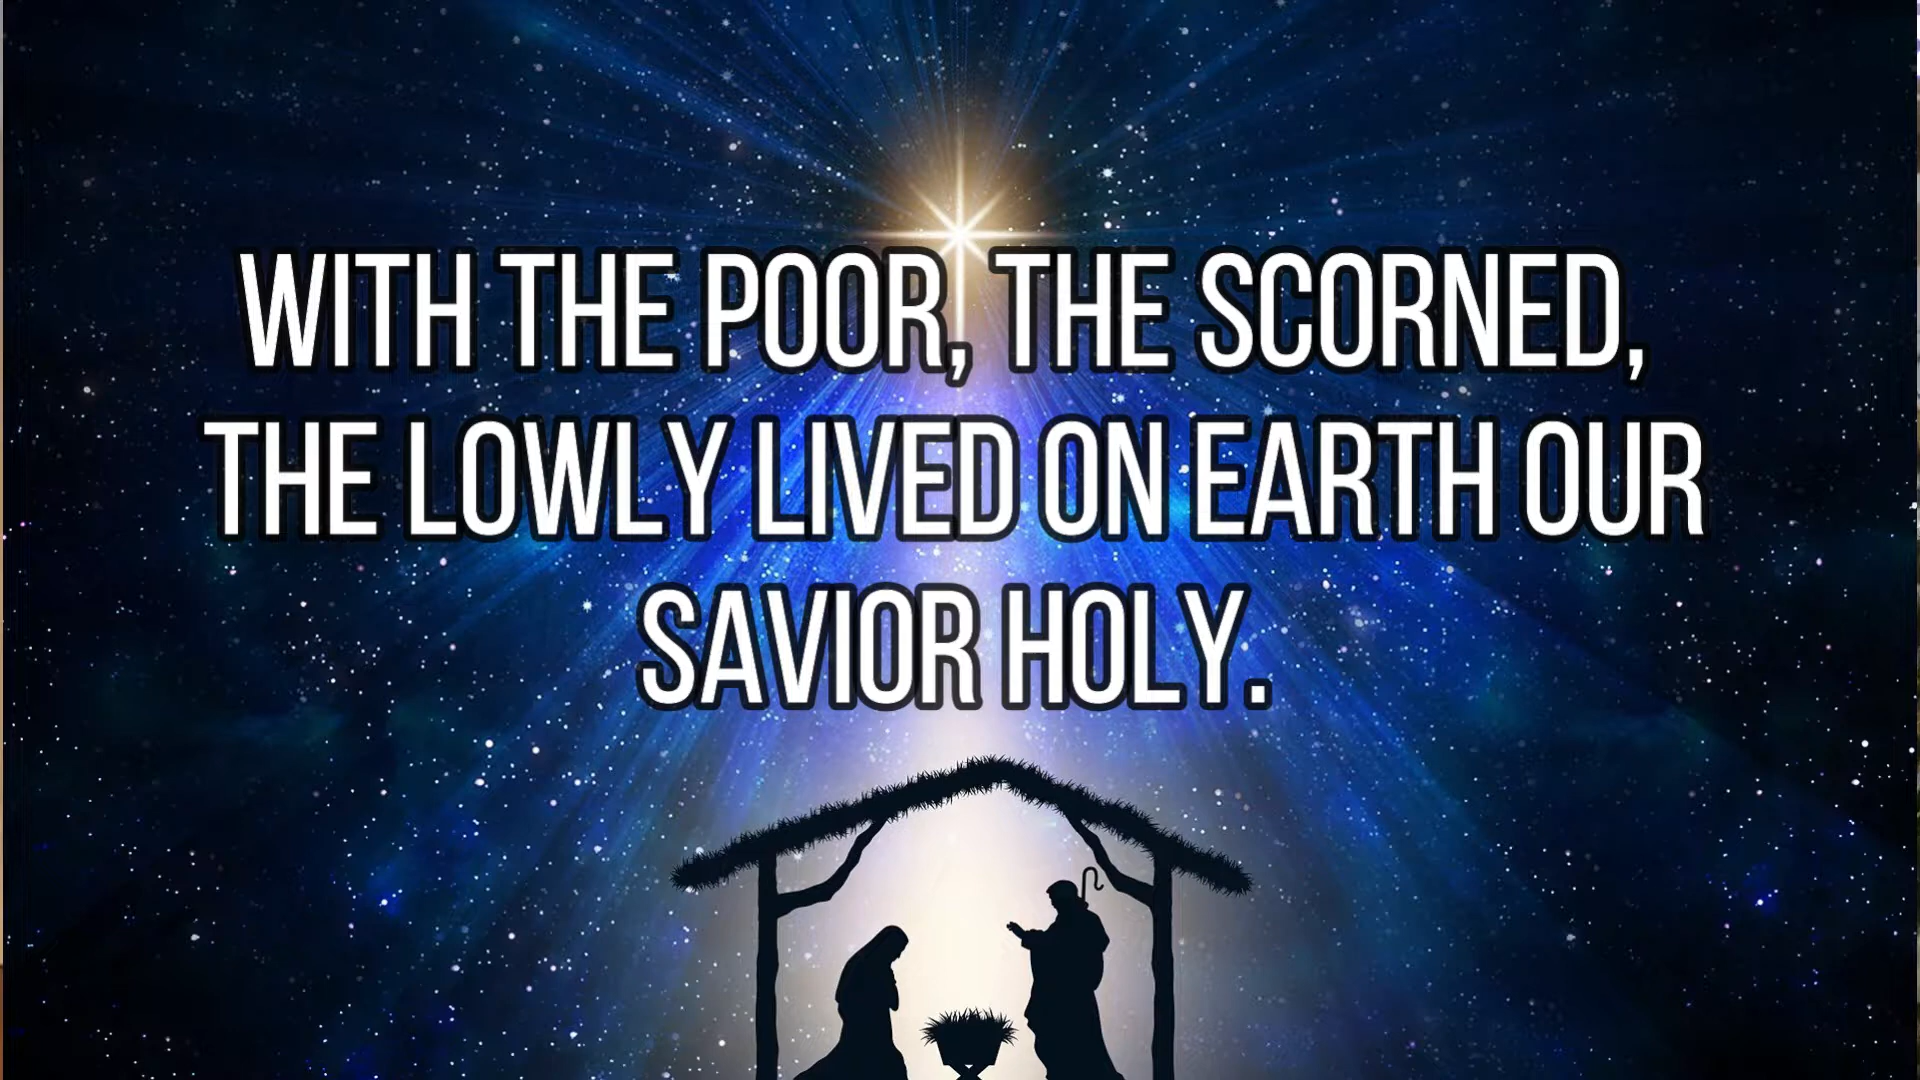 WITH THE POOR, THE SCORNED,
THE LOWLY LIVED ON EARTH OUR
SAVIOR HOLY.